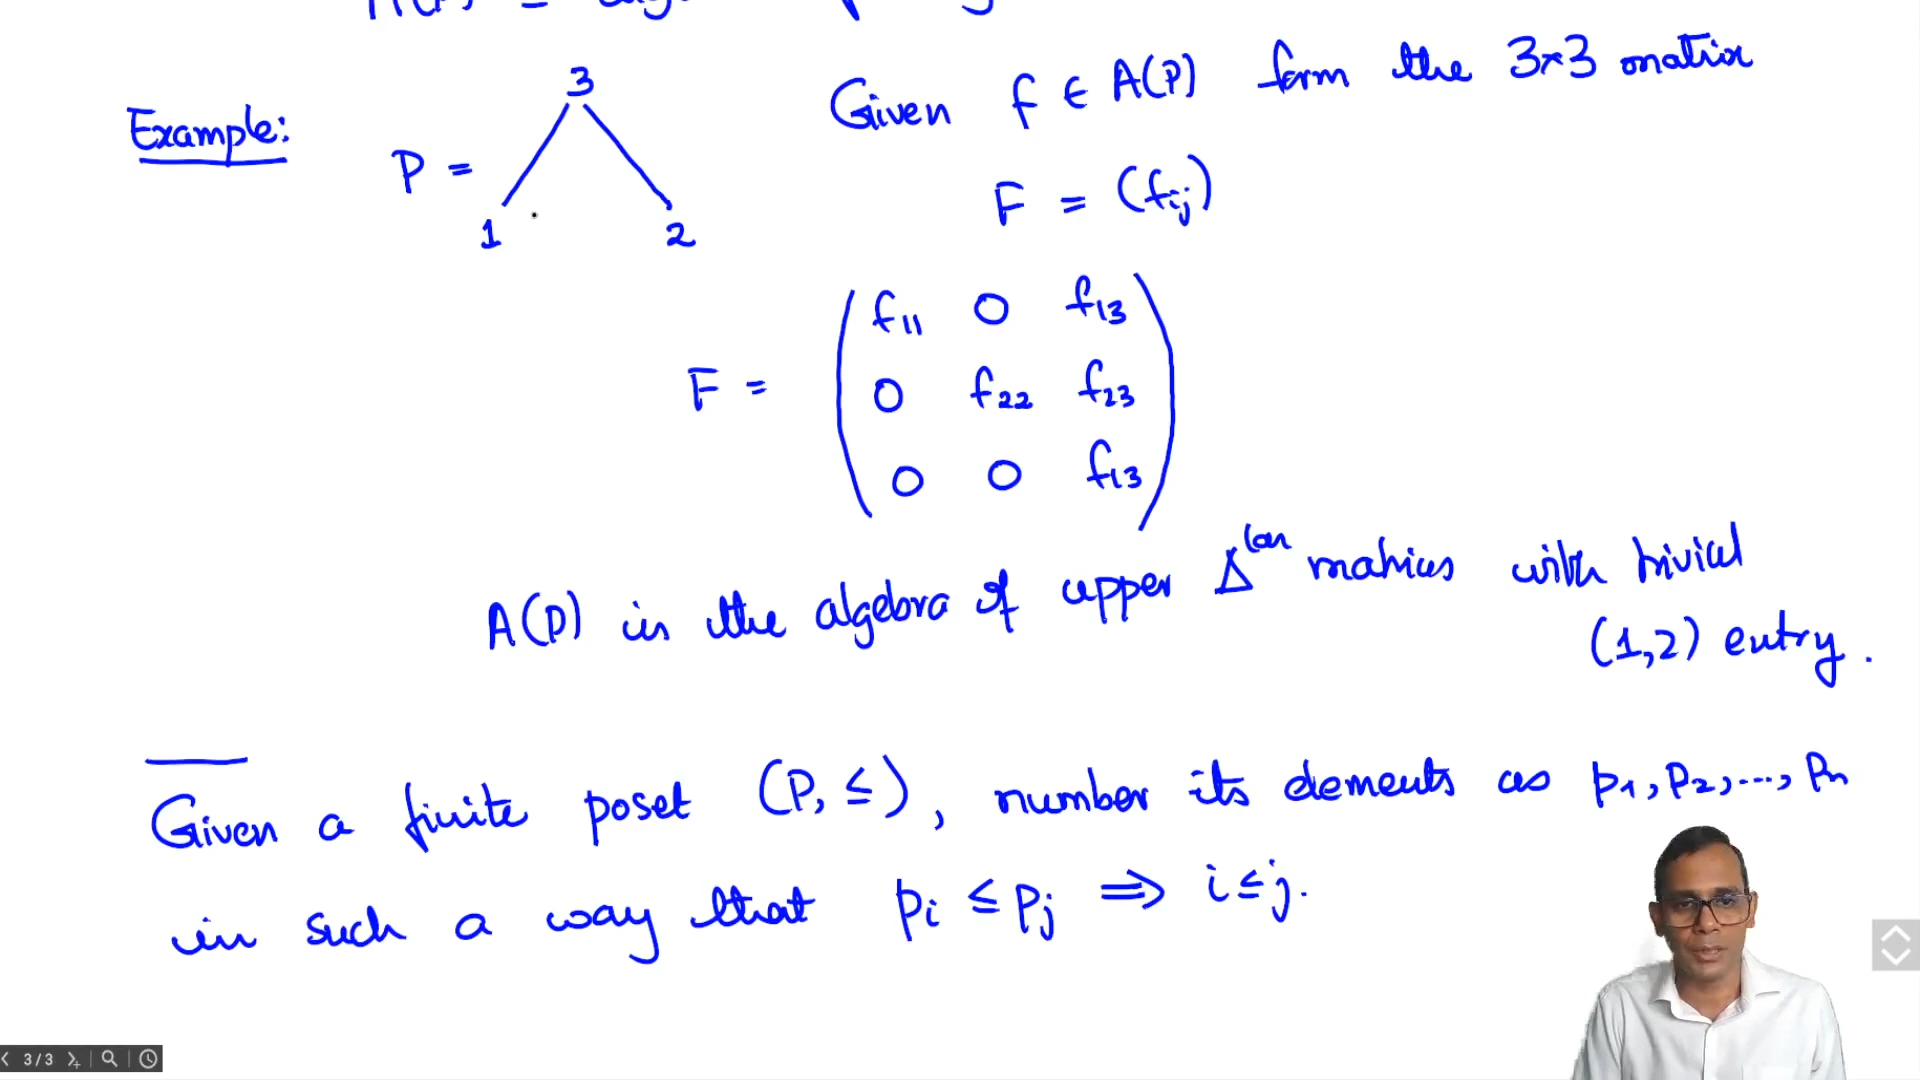 Example:
P =
3
1
2
Given f ∈ A(P) form the 3×3 matrix
F = (fij)
F = ( f11 0 f13
0 f22 f23
0 0 f13 )
A(P) is the algebra of upper Δlar matrices with trivial
(1,2) entry.
Given a finite poset (P, ≤), number its elements as p1, p2, ..., pn
in such a way that pi ≤ pj ⇒ i ≤ j.
3/3